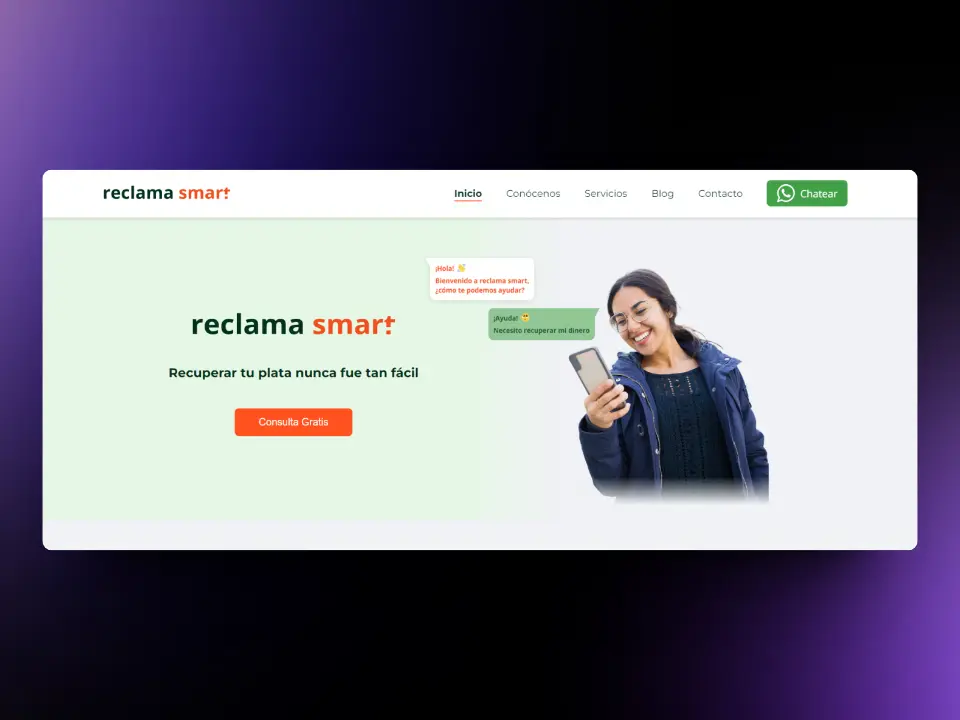 reclama smart
Inicio
Conócenos
Servicios
Blog
Contacto
Chatear
¡Hola! 👋
Bienvenido a reclama smart,
¿cómo te podemos ayudar?
¡Ayuda! 😬
Necesito recuperar mi dinero
reclama smart
Recuperar tu plata nunca fue tan fácil
Consulta Gratis